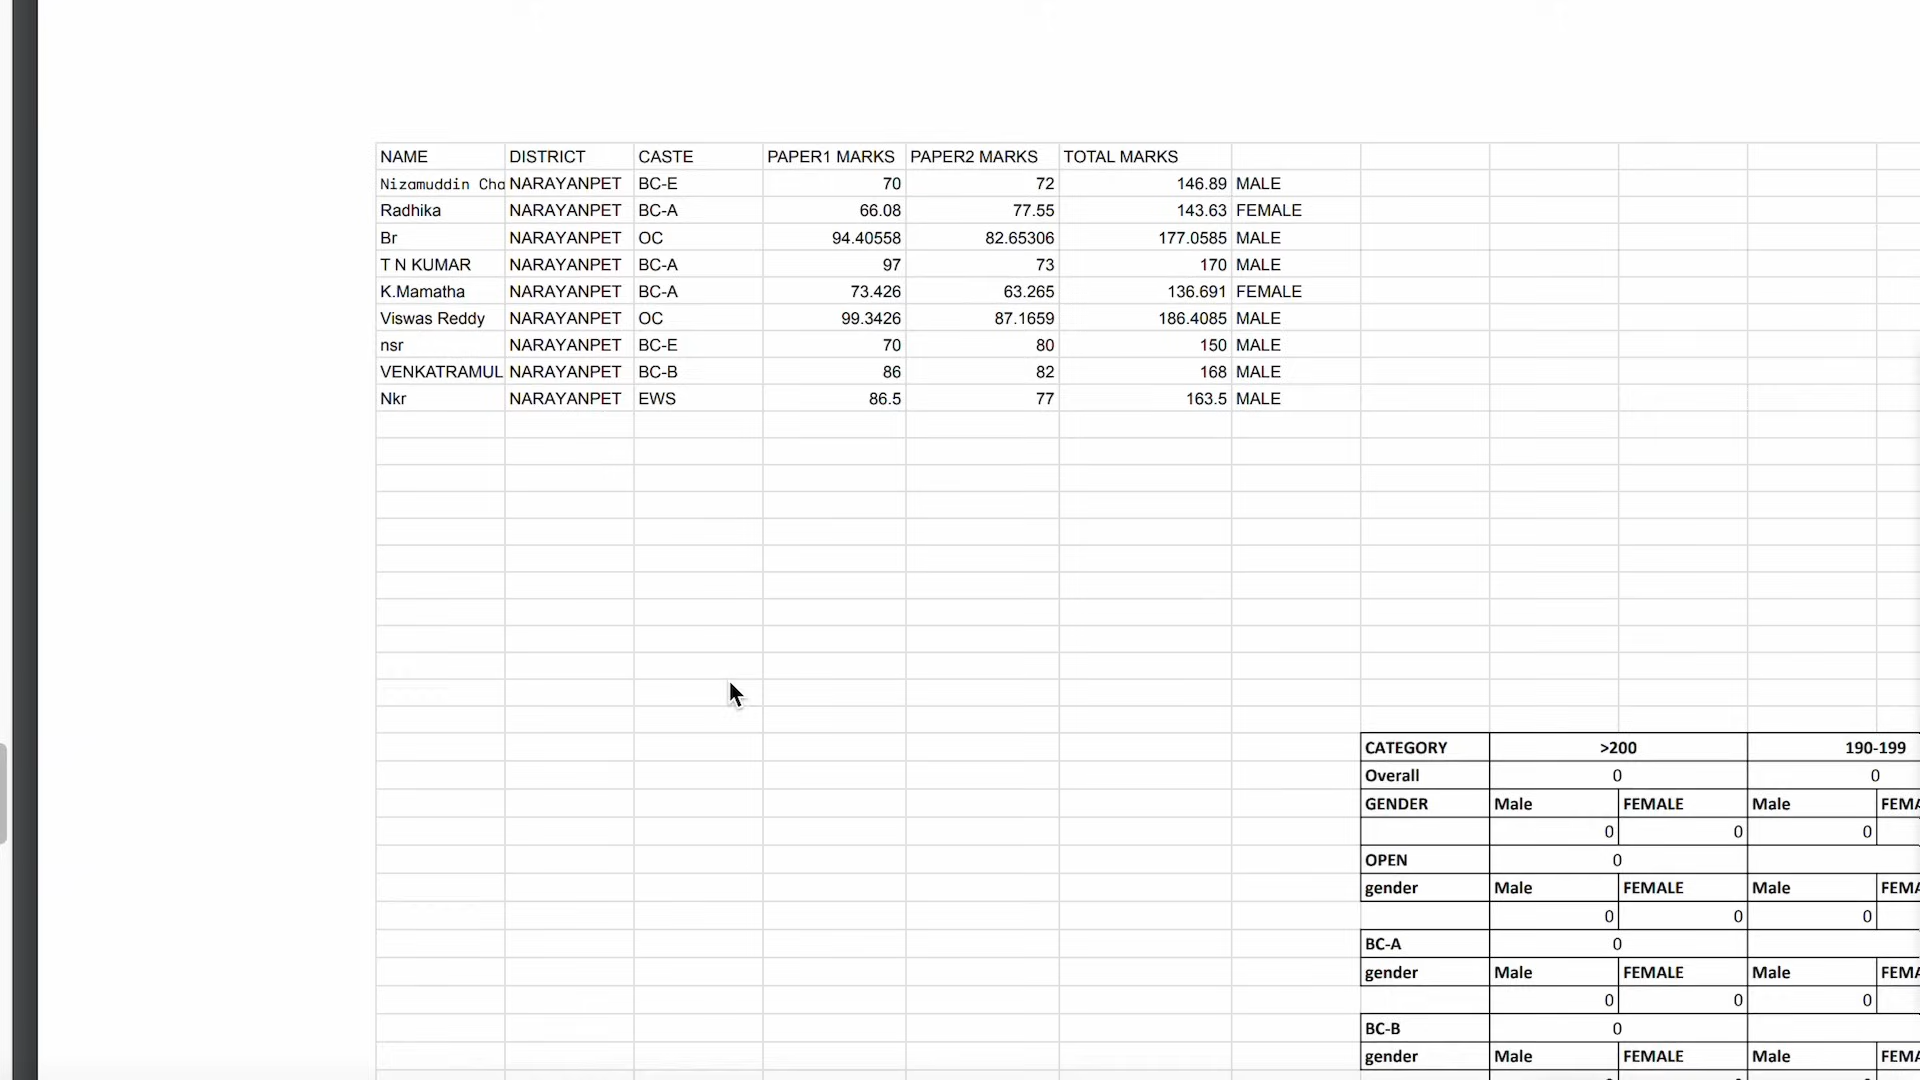 NAME DISTRICT CASTE PAPER1 MARKS PAPER2 MARKS TOTAL MARKS
Nizamuddin Cha NARAYANPET BC-E 70 72 146.89 MALE
Radhika NARAYANPET BC-A 66.08 77.55 143.63 FEMALE
Br NARAYANPET OC 94.40558 82.65306 177.0585 MALE
T N KUMAR NARAYANPET BC-A 97 73 170 MALE
K.Mamatha NARAYANPET BC-A 73.426 63.265 136.691 FEMALE
Viswas Reddy NARAYANPET OC 99.3426 87.1659 186.4085 MALE
nsr NARAYANPET BC-E 70 80 150 MALE
VENKATRAMUL NARAYANPET BC-B 86 82 168 MALE
Nkr NARAYANPET EWS 86.5 77 163.5 MALE
CATEGORY >200 190-199
Overall 0 0
GENDER Male FEMALE Male FEMA
0 0 0
OPEN 0
gender Male FEMALE Male FEMA
0 0 0
BC-A 0
gender Male FEMALE Male FEMA
0 0 0
BC-B 0
gender Male FEMALE Male FEMA